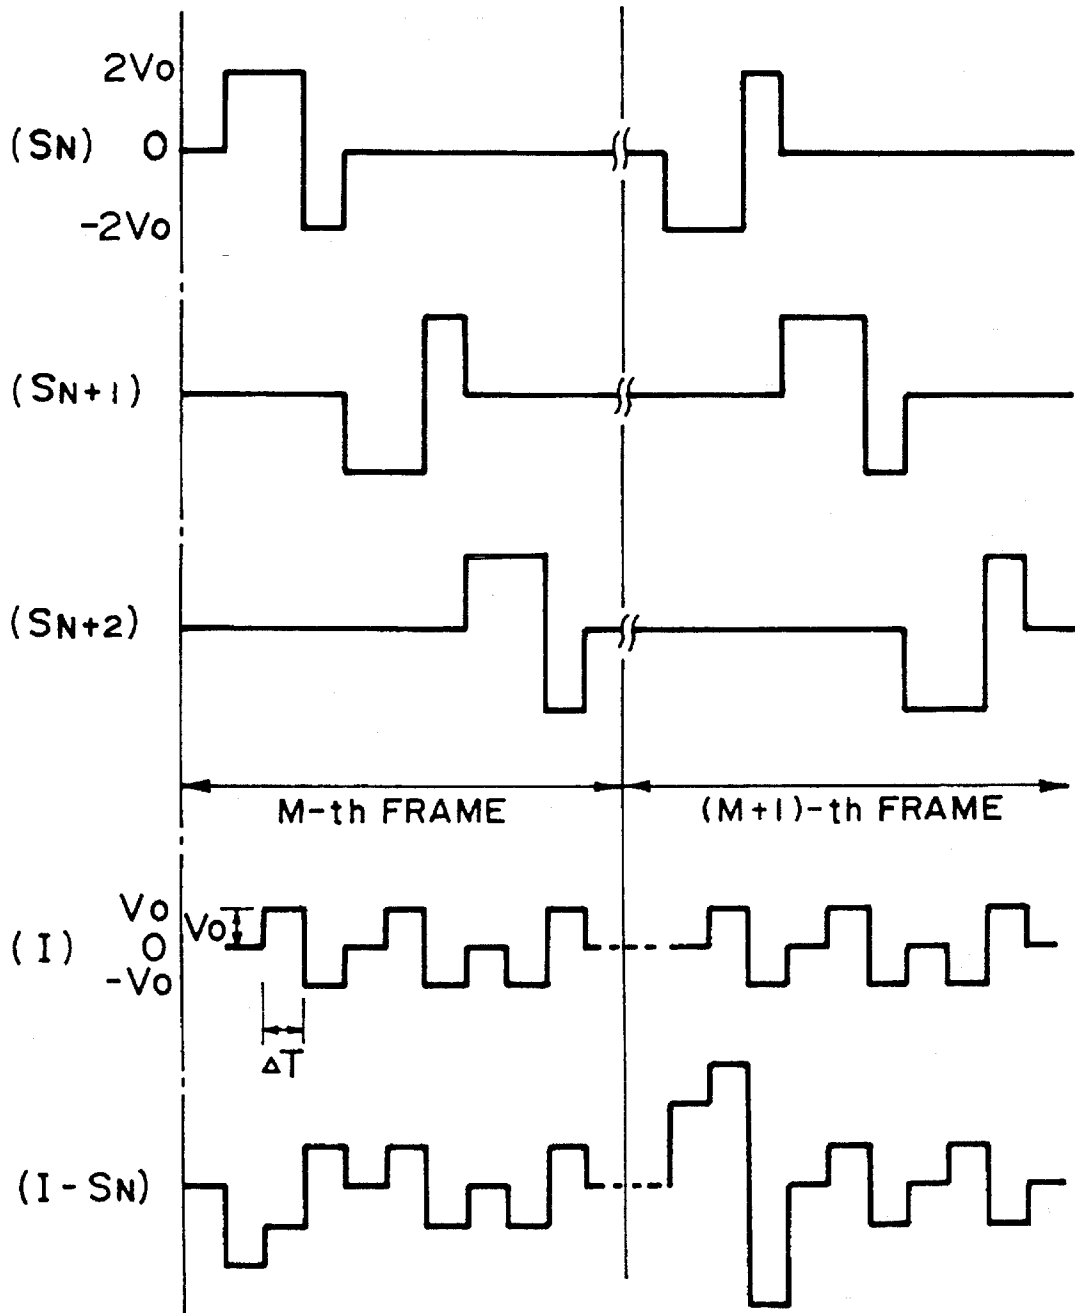 2Vo
(SN) 0
-2Vo
(SN+1)
(SN+2)
M-th FRAME (M+1)-th FRAME
Vo
Vo
(I) 0
-Vo
ΔT
(I-SN)